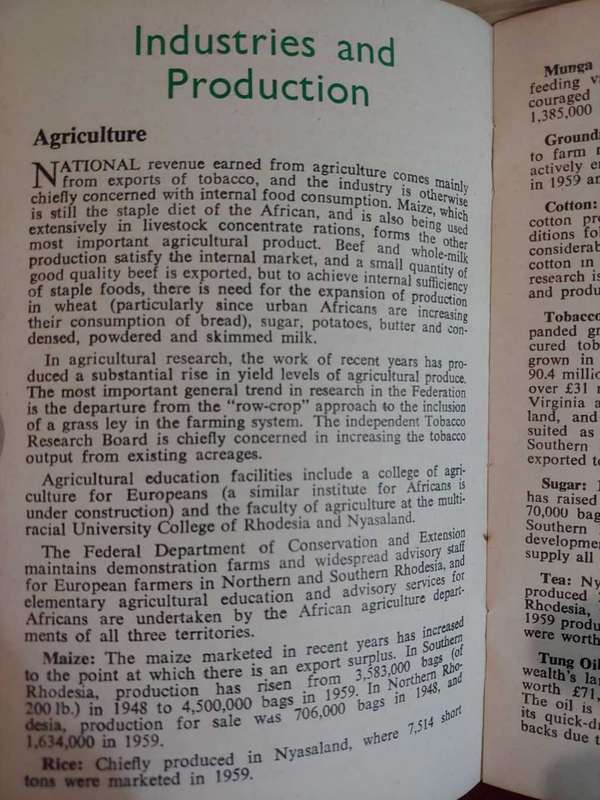 Industries and
Production
Agriculture
NATIONAL revenue earned from agriculture comes mainly
from exports of tobacco, and the industry is otherwise
chiefly concerned with internal food consumption. Maize, which
is still the staple diet of the African, and is also being used
extensively in livestock concentrate rations, forms the other
most important agricultural product. Beef and whole-milk
production satisfy the internal market, and a small quantity of
good quality beef is exported, but to achieve internal sufficiency
of staple foods, there is need for the expansion of production
in wheat (particularly since urban Africans are increasing
their consumption of bread), sugar, potatoes, butter and con-
densed, powdered and skimmed milk.
In agricultural research, the work of recent years has pro-
duced a substantial rise in yield levels of agricultural produce.
The most important general trend in research in the Federation
is the departure from the "row-crop" approach to the inclusion
of a grass ley in the farming system. The independent Tobacco
Research Board is chiefly concerned in increasing the tobacco
output from existing acreages.
Agricultural education facilities include a college of agri-
culture for Europeans (a similar institute for Africans is
under construction) and the faculty of agriculture at the multi-
racial University College of Rhodesia and Nyasaland.
The Federal Department of Conservation and Extension
maintains demonstration farms and widespread advisory staff
for European farmers in Northern and Southern Rhodesia, and
elementary agricultural education and advisory services for
Africans are undertaken by the African agriculture depart-
ments of all three territories.
Maize: The maize marketed in recent years has increased
to the point at which there is an export surplus. In Southern
Rhodesia, production has risen from 3,583,000 bags (of
200 lb.) in 1948 to 4,500,000 bags in 1959. In Northern Rho-
desia, production for sale was 706,000 bags in 1948, and
1,634,000 in 1959.
Rice: Chiefly produced in Nyasaland, where 7,514 short
tons were marketed in 1959.
Munga
feeding
couraged
1,385,000
Ground
to farm
actively
in 1959
Cotton:
cotton
ditions
considerab
cotton in
research is
and produ
Tobacco
panded
cured tob
grown in
90.4 millio
over £31
Virginia
land, and
suited as
Southern
exported to
Sugar:
has raised
70,000 bag
Southern
developme
supply all
Tea: Ny
produced
Rhodesia,
1959 produ
were worth
Tung Oil
wealth's
worth £71,
The oil is
its quick-
backs due